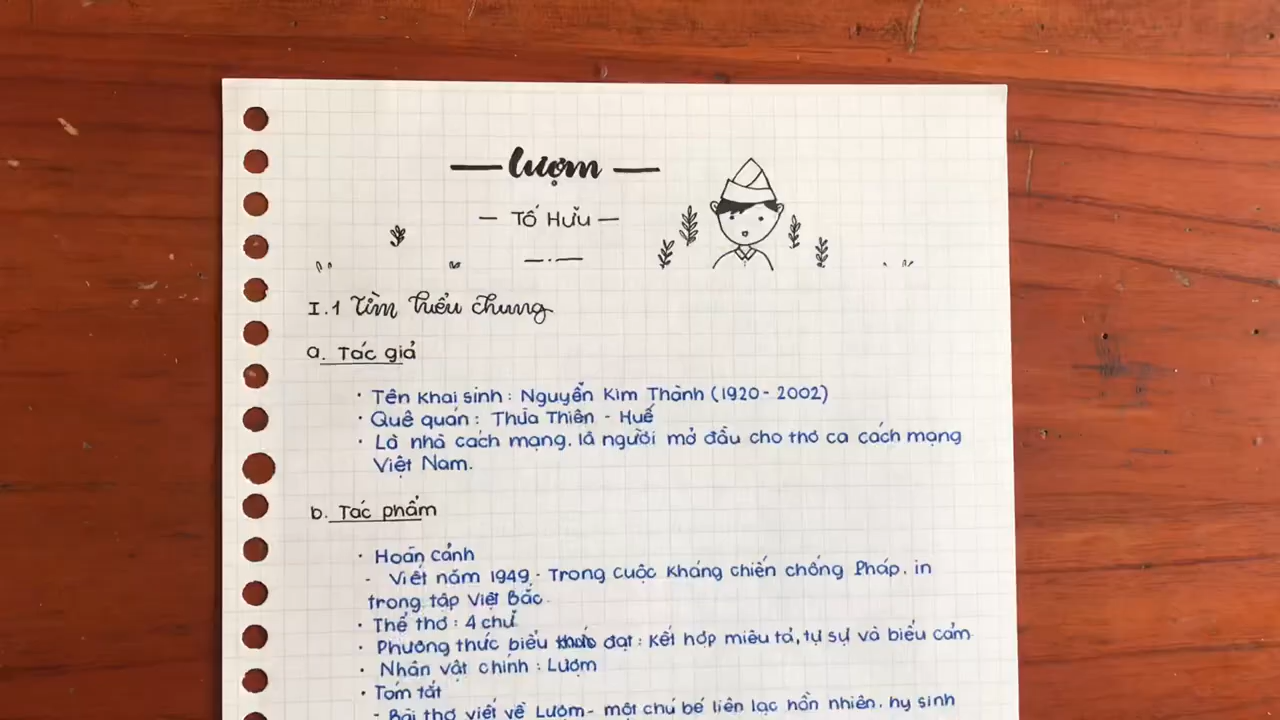 Lượm
— Tố Hữu —
I.1 Tìm hiểu chung
a. Tác giả
• Tên khai sinh : Nguyễn Kim Thành (1920 - 2002)
• Quê quán : Thừa Thiên - Huế
• Là nhà cách mạng, là người mở đầu cho thơ ca cách mạng
Việt Nam.
b. Tác phẩm
• Hoàn cảnh
- Viết năm 1949 - Trong cuộc kháng chiến chống Pháp, in
trong tập Việt Bắc.
• Thể thơ : 4 chữ
• Phương thức biểu đạt : Kết hợp miêu tả, tự sự và biểu cảm
• Nhân vật chính : Lượm
• Tóm tắt
- Bài thơ viết về Lượm - một chú bé liên lạc hồn nhiên, hy sinh